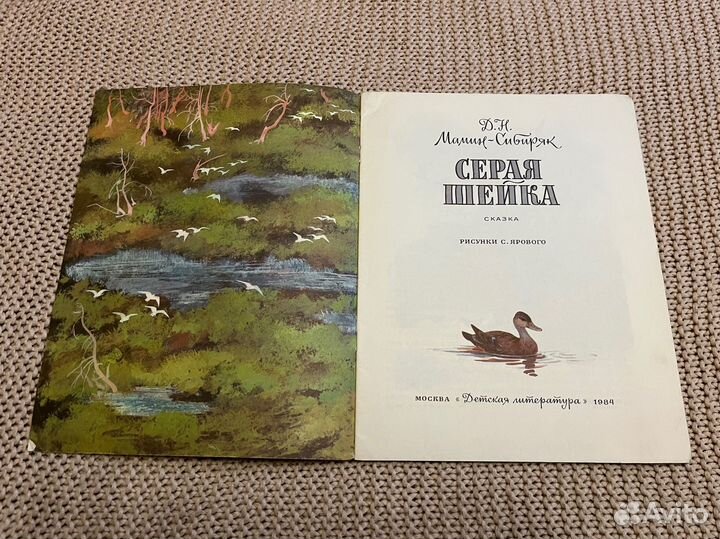 Д.Н.
Мамин-Сибиряк
СЕРАЯ
ШЕЙКА
СКАЗКА
РИСУНКИ С. ЯРОВОГО
МОСКВА «Детская литература» 1984
Avito